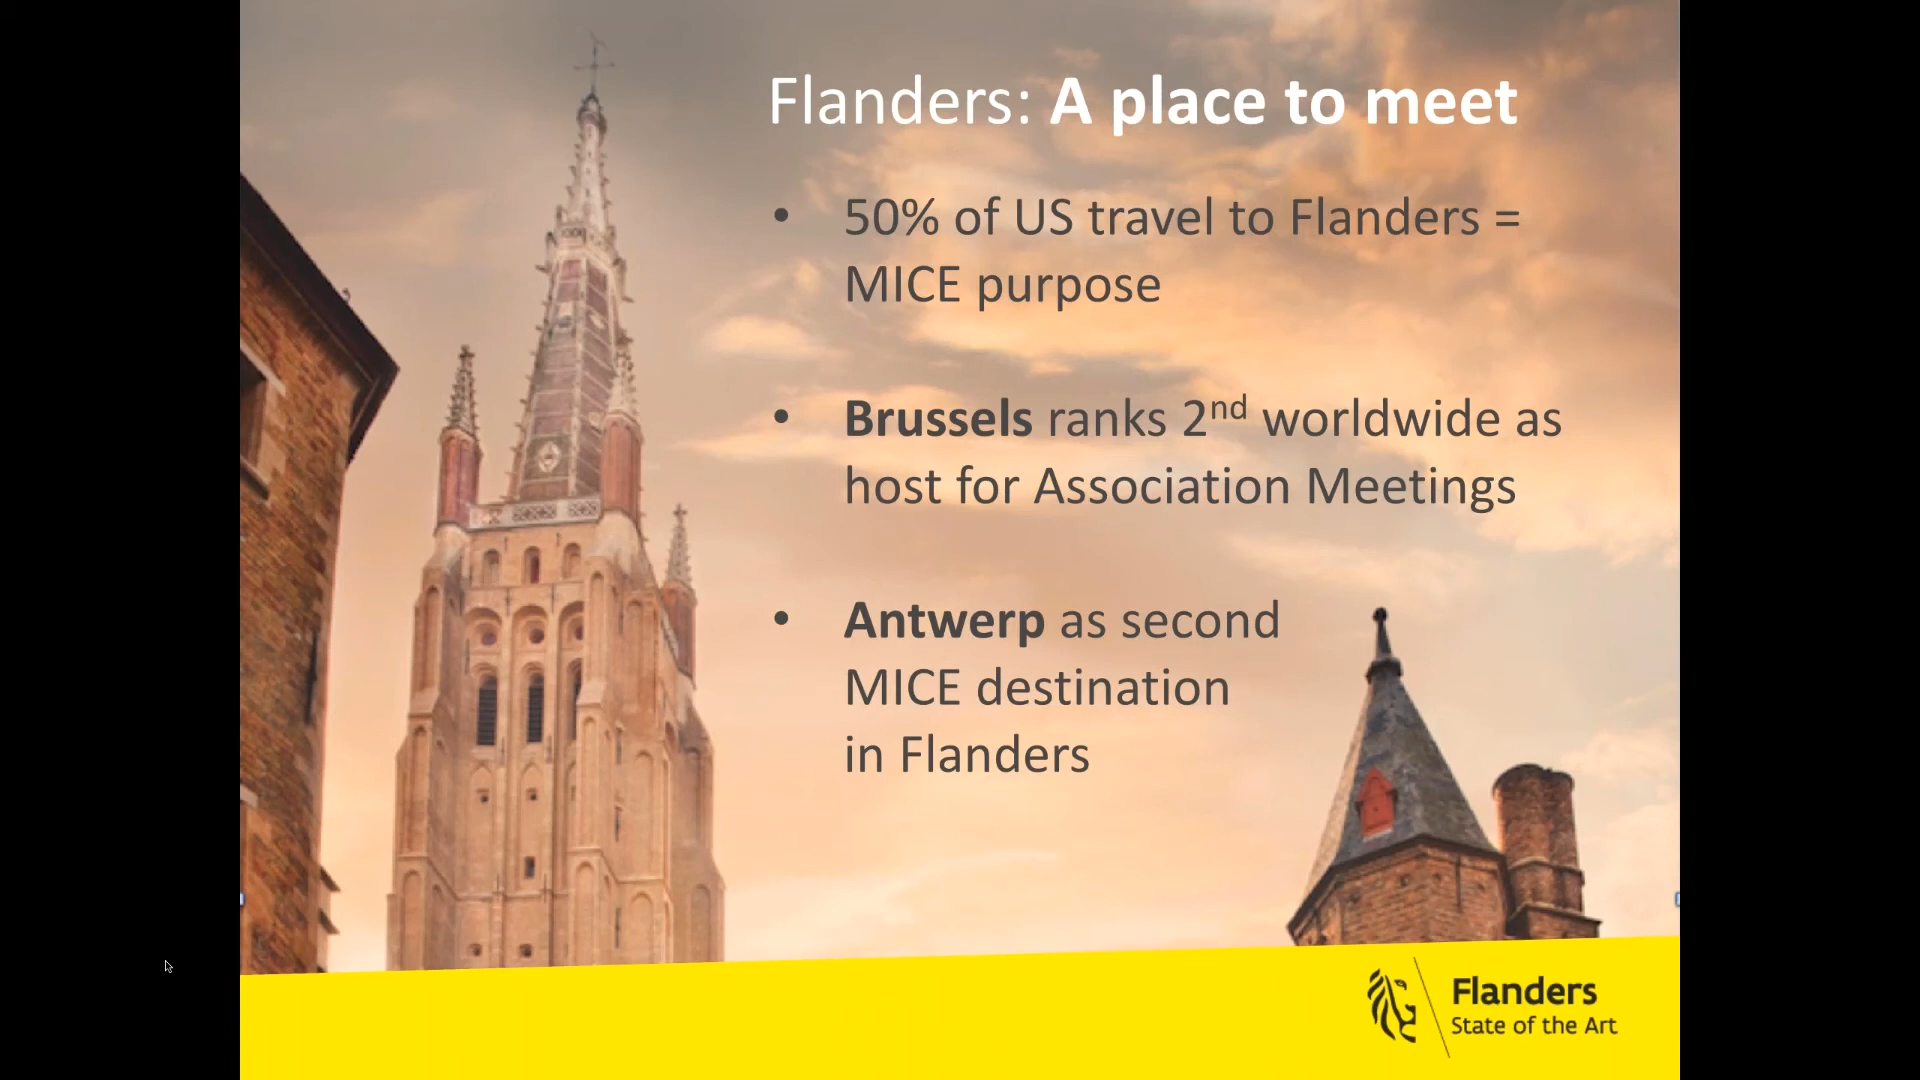 Flanders: A place to meet
• 50% of US travel to Flanders =
MICE purpose
• Brussels ranks 2nd worldwide as
host for Association Meetings
• Antwerp as second
MICE destination
in Flanders
Flanders
State of the Art